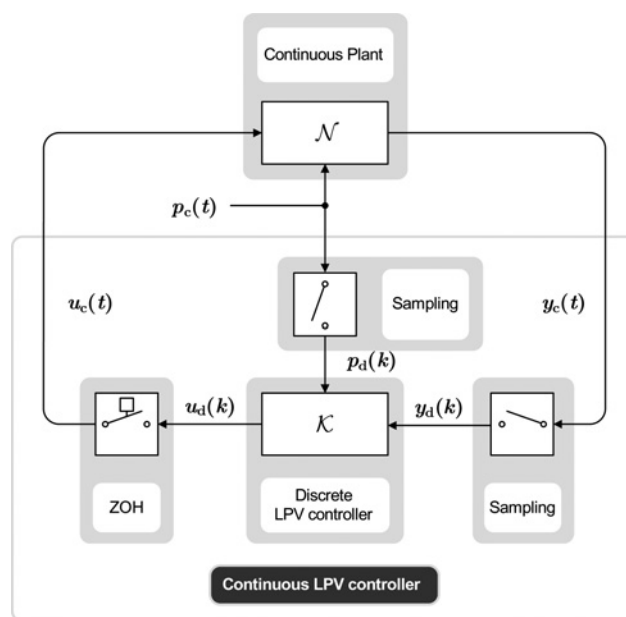 Continuous Plant
𝒩
p_c(t)
u_c(t)
Sampling
y_c(t)
p_d(k)
u_d(k)
𝒦
y_d(k)
ZOH
Discrete
LPV controller
Sampling
Continuous LPV controller